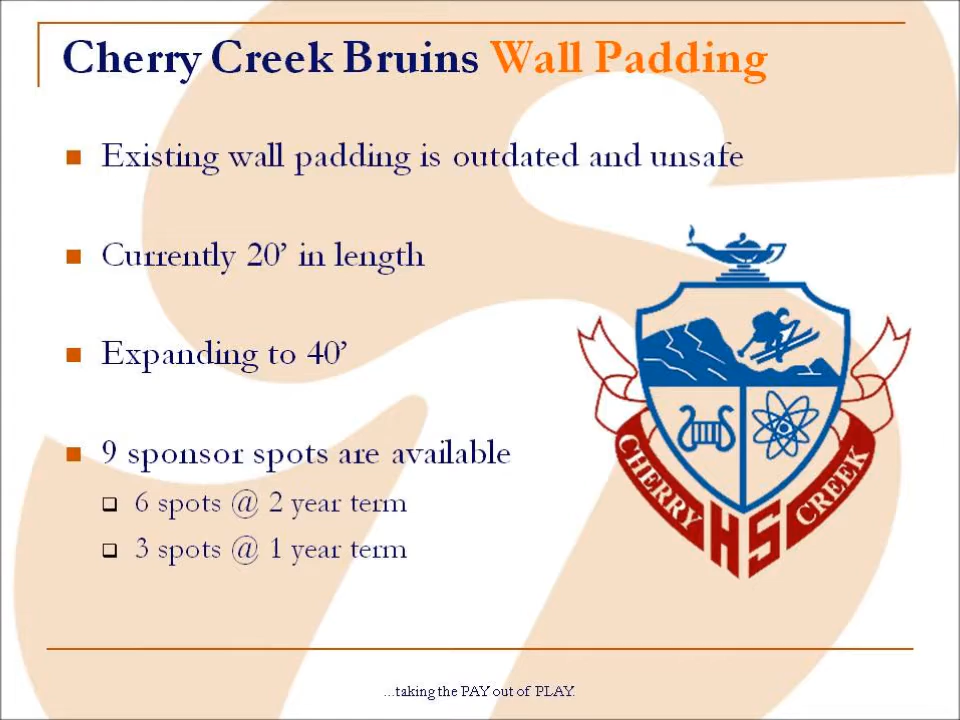 Cherry Creek Bruins Wall Padding
Existing wall padding is outdated and unsafe
Currently 20’ in length
Expanding to 40’
9 sponsor spots are available
6 spots @ 2 year term
3 spots @ 1 year term
CHERRY
HS
CREEK
...taking the PAY out of PLAY.